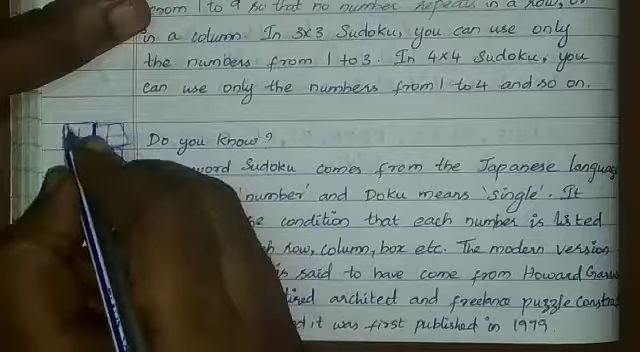 from 1 to 9 so that no number repeats in a row, or
in a column. In 3x3 Sudoku, you can use only
the numbers from 1 to 3. In 4x4 Sudoku, you
can use only the numbers from 1 to 4 and so on.
Do you know?
word Sudoku comes from the Japanese languag
'number' and Doku means 'single'. It
condition that each number is listed
row, column, box etc. The modern version
is said to have come from Howard Garns
architect and freelance puzzle
it was first published in 1979.